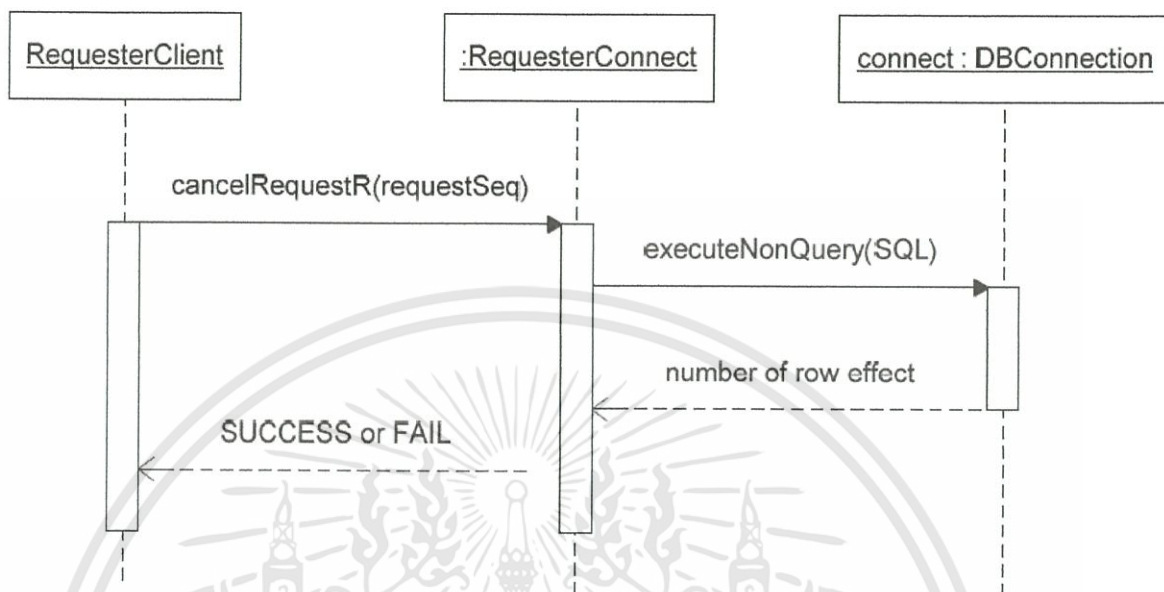 RequesterClient
:RequesterConnect
connect : DBConnection
cancelRequestR(requestSeq)
executeNonQuery(SQL)
number of row effect
SUCCESS or FAIL